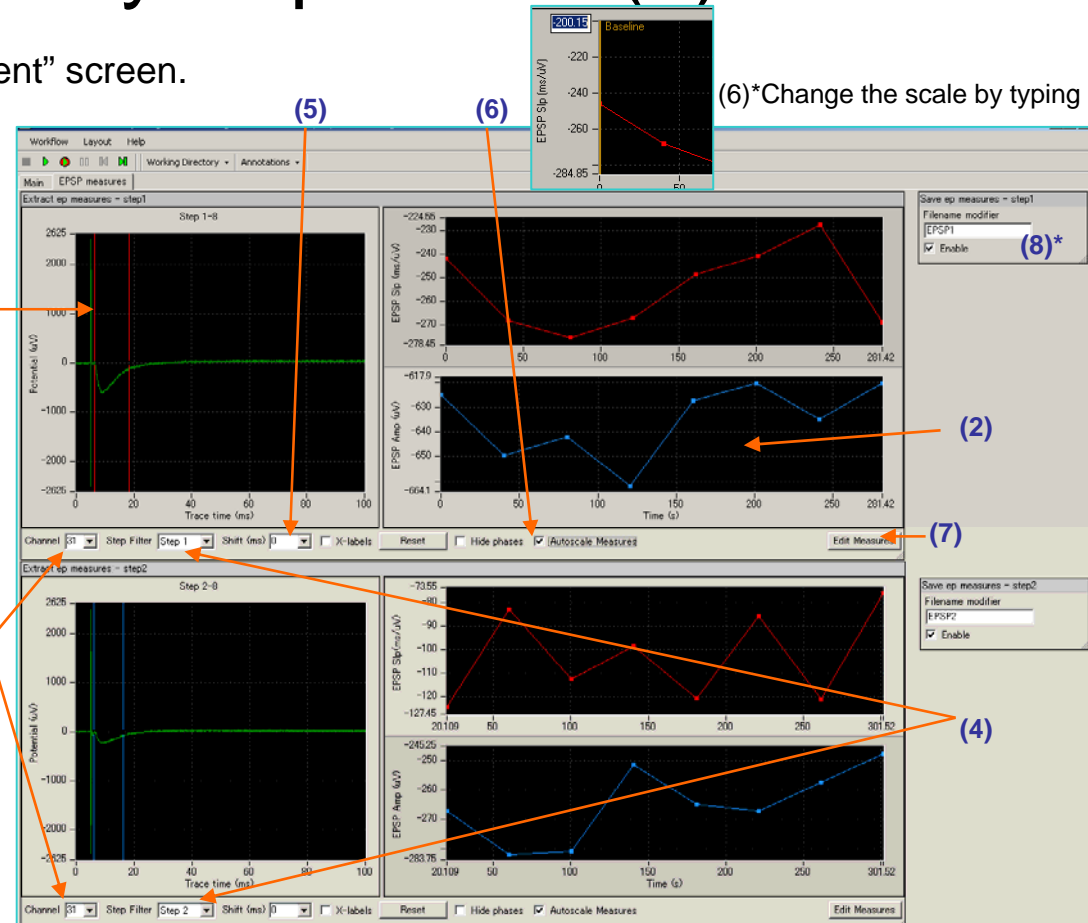 ent” screen.
(5)
(6)
(6)*Change the scale by typing
-200.15
Baseline
-220
-240
-260
-284.85
0
50
EPSP Slp (ms/uV)
Workflow Layout Help
Working Directory Annotations
Main EPSP measures
Extract ep measures - step1
Step 1-8
2625
2000
1000
0
-1000
-2000
-2625
Potential (uV)
0 20 40 60 80 100
Trace time (ms)
-224.55
-230
-240
-250
-260
-270
-278.45
EPSP Slp (ms/uV)
0 50 100 150 200 250 281.42
-617.9
-630
-640
-650
-664.1
EPSP Amp (uV)
0 50 100 150 200 250 281.42
Time (s)
Save ep measures - step1
Filename modifier
EPSP1
Enable
(8)*
(2)
(7)
Channel 31 Step Filter Step 1 Shift (ms) 0 X-labels Reset Hide phases Autoscale Measures Edit Measures
Extract ep measures - step2
Step 2-8
2625
2000
1000
0
-1000
-2000
-2625
Potential (uV)
0 20 40 60 80 100
Trace time (ms)
-73.55
-80
-90
-100
-110
-120
-127.45
EPSP Slp(ms/uV)
20.109 50 100 150 200 250 301.52
-245.25
-250
-260
-270
-283.75
EPSP Amp (uV)
20.109 50 100 150 200 250 301.52
Time (s)
Save ep measures - step2
Filename modifier
EPSP2
Enable
(4)
Channel 31 Step Filter Step 2 Shift (ms) 0 X-labels Reset Hide phases Autoscale Measures Edit Measures